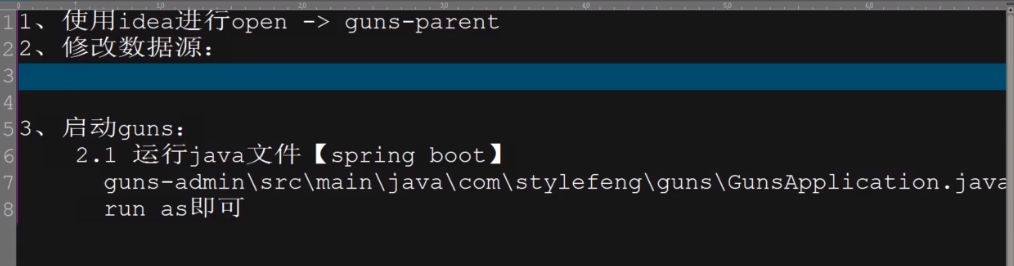 1 1、使用idea进行open -> guns-parent
2 2、修改数据源:
3
4
5 3、启动guns:
6 2.1 运行java文件【spring boot】
7 guns-admin\src\main\java\com\stylefeng\guns\GunsApplication.java
8 run as即可